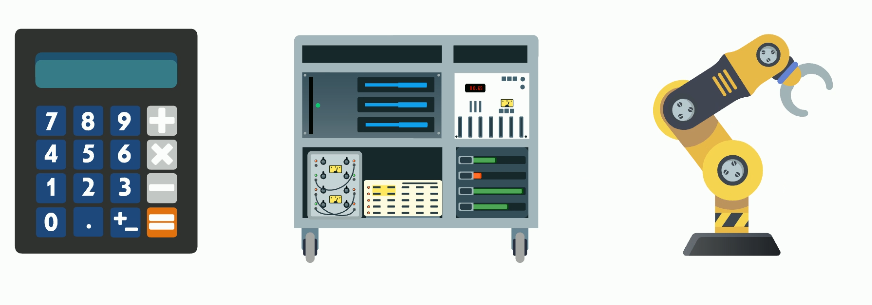 7 8 9 +
4 5 6 ×
1 2 3 −
0 . +− =